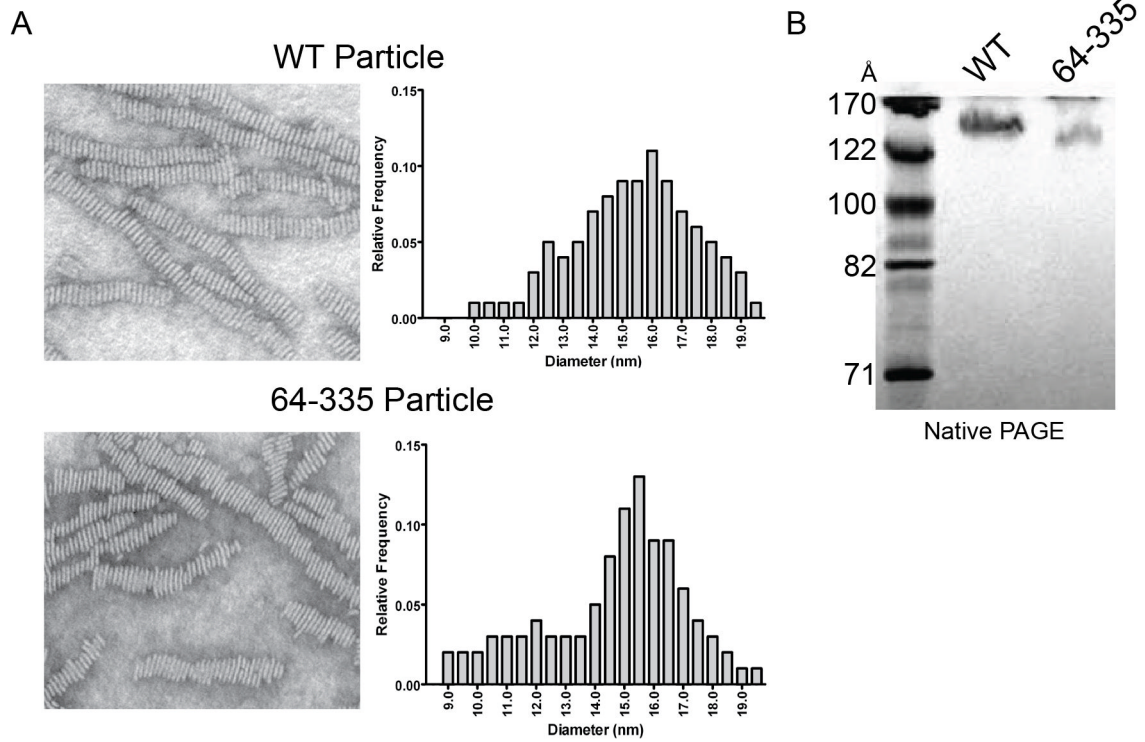 A
WT Particle
0.15
0.10
0.05
0.00
Relative Frequency
9.0 10.0 11.0 12.0 13.0 14.0 15.0 16.0 17.0 18.0 19.0
Diameter (nm)
64-335 Particle
0.15
0.10
0.05
0.00
Relative Frequency
9.0 10.0 11.0 12.0 13.0 14.0 15.0 16.0 17.0 18.0 19.0
Diameter (nm)
B
Å
WT
64-335
170
122
100
82
71
Native PAGE